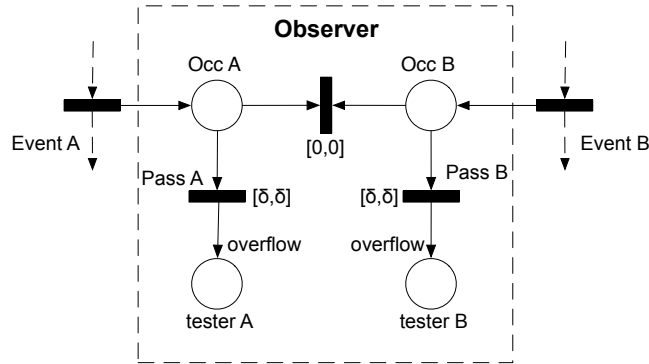 Observer
Occ A
Occ B
Event A
[0,0]
Event B
Pass A
Pass B
[δ,δ]
[δ,δ]
overflow
overflow
tester A
tester B